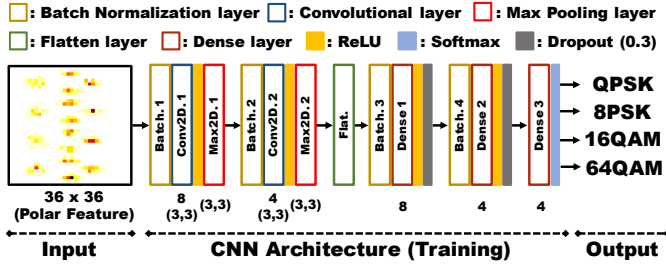 : Batch Normalization layer : Convolutional layer : Max Pooling layer
: Flatten layer : Dense layer : ReLU : Softmax : Dropout (0.3)
Batch. 1
Conv2D. 1
Max2D. 1
Batch. 2
Conv2D. 2
Max2D. 2
Flat.
Batch. 3
Dense 1
Batch. 4
Dense 2
Dense 3
QPSK
8PSK
16QAM
64QAM
36 x 36
(Polar Feature)
8
(3,3)
(3,3)
4
(3,3)
(3,3)
8
4
4
Input CNN Architecture (Training) Output